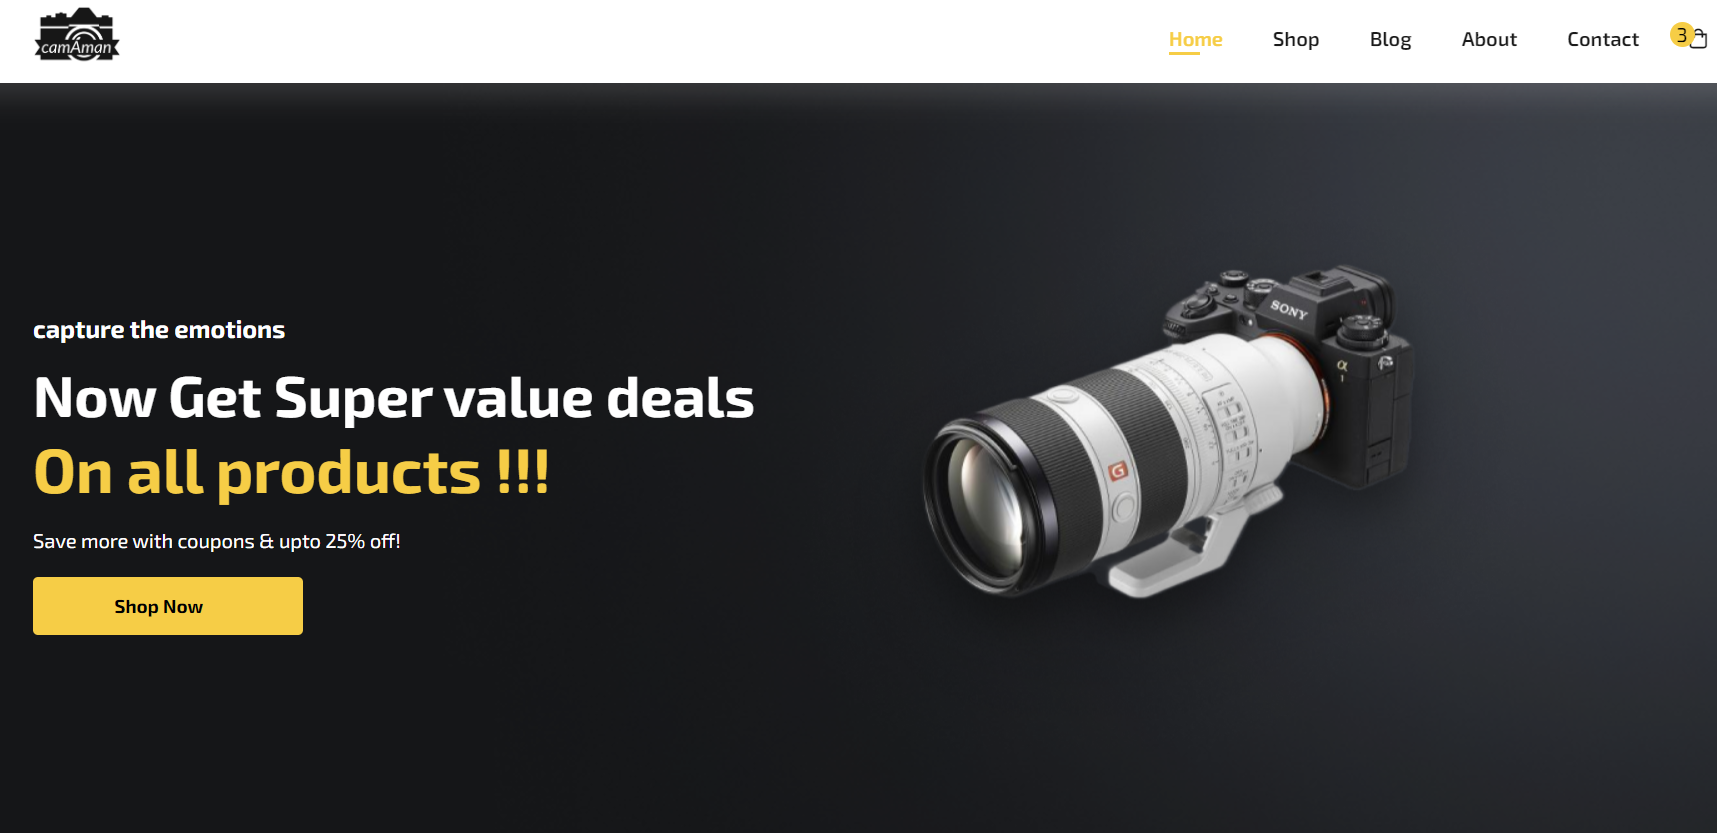 camAman
Home Shop Blog About Contact 3
capture the emotions
Now Get Super value deals
On all products !!!
Save more with coupons & upto 25% off!
Shop Now
SONY
α
1
G